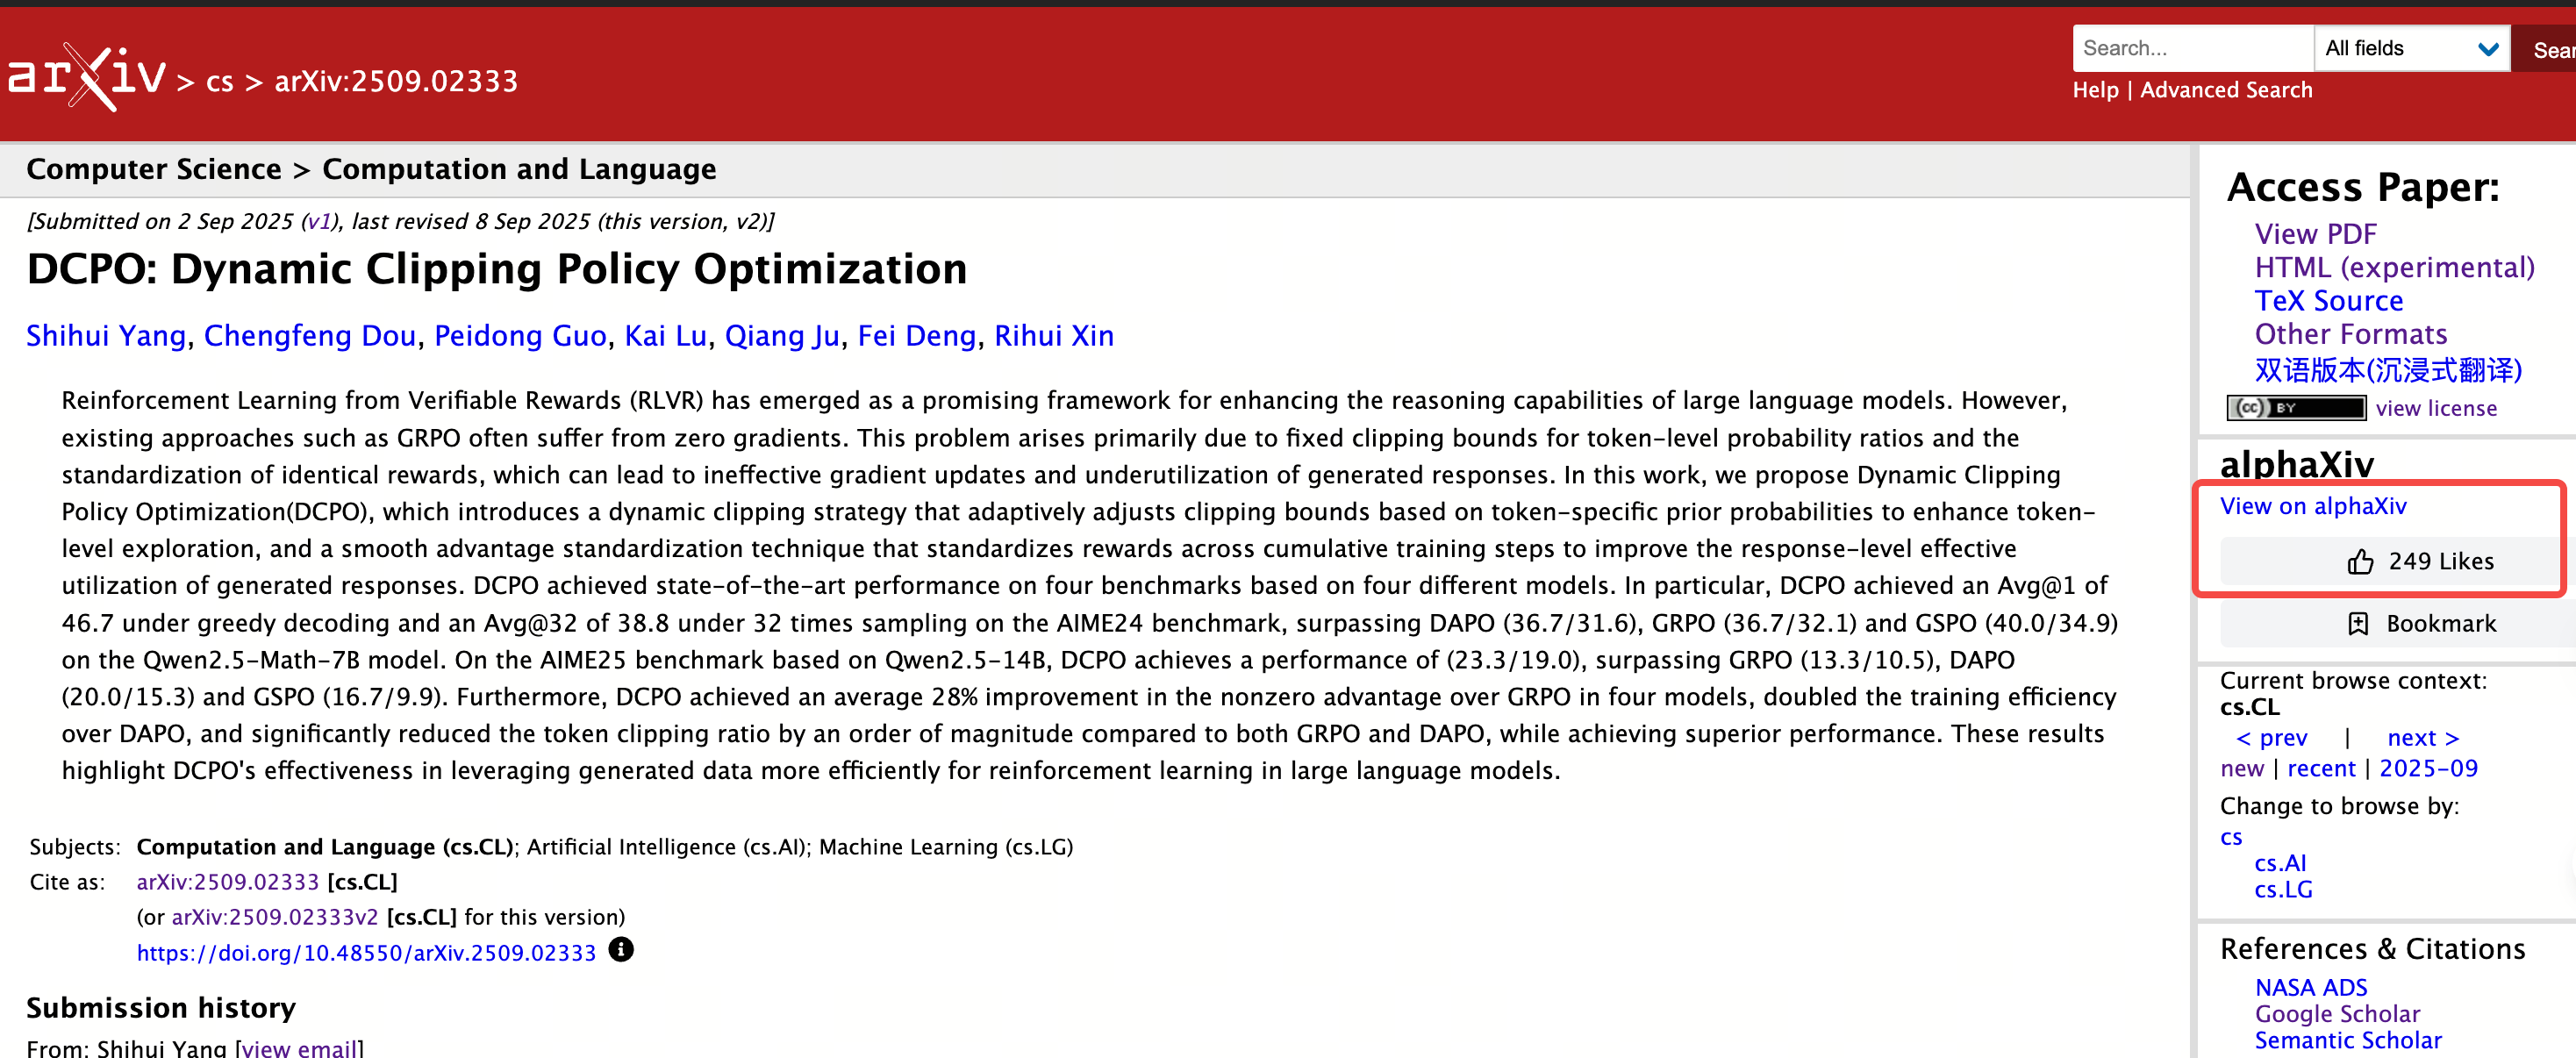 arXiv > cs > arXiv:2509.02333
Search...
All fields
Help | Advanced Search
Computer Science > Computation and Language
[Submitted on 2 Sep 2025 (v1), last revised 8 Sep 2025 (this version, v2)]
DCPO: Dynamic Clipping Policy Optimization
Shihui Yang, Chengfeng Dou, Peidong Guo, Kai Lu, Qiang Ju, Fei Deng, Rihui Xin
Reinforcement Learning from Verifiable Rewards (RLVR) has emerged as a promising framework for enhancing the reasoning capabilities of large language models. However,
existing approaches such as GRPO often suffer from zero gradients. This problem arises primarily due to fixed clipping bounds for token-level probability ratios and the
standardization of identical rewards, which can lead to ineffective gradient updates and underutilization of generated responses. In this work, we propose Dynamic Clipping
Policy Optimization(DCPO), which introduces a dynamic clipping strategy that adaptively adjusts clipping bounds based on token-specific prior probabilities to enhance token-
level exploration, and a smooth advantage standardization technique that standardizes rewards across cumulative training steps to improve the response-level effective
utilization of generated responses. DCPO achieved state-of-the-art performance on four benchmarks based on four different models. In particular, DCPO achieved an Avg@1 of
46.7 under greedy decoding and an Avg@32 of 38.8 under 32 times sampling on the AIME24 benchmark, surpassing DAPO (36.7/31.6), GRPO (36.7/32.1) and GSPO (40.0/34.9)
on the Qwen2.5-Math-7B model. On the AIME25 benchmark based on Qwen2.5-14B, DCPO achieves a performance of (23.3/19.0), surpassing GRPO (13.3/10.5), DAPO
(20.0/15.3) and GSPO (16.7/9.9). Furthermore, DCPO achieved an average 28% improvement in the nonzero advantage over GRPO in four models, doubled the training efficiency
over DAPO, and significantly reduced the token clipping ratio by an order of magnitude compared to both GRPO and DAPO, while achieving superior performance. These results
highlight DCPO's effectiveness in leveraging generated data more efficiently for reinforcement learning in large language models.
Subjects: Computation and Language (cs.CL); Artificial Intelligence (cs.AI); Machine Learning (cs.LG)
Cite as: arXiv:2509.02333 [cs.CL]
(or arXiv:2509.02333v2 [cs.CL] for this version)
https://doi.org/10.48550/arXiv.2509.02333
Submission history
From: Shihui Yang [view email]
Access Paper:
View PDF
HTML (experimental)
TeX Source
Other Formats
双语版本(沉浸式翻译)
(cc) BY view license
alphaXiv
View on alphaXiv
249 Likes
Bookmark
Current browse context:
cs.CL
< prev | next >
new | recent | 2025-09
Change to browse by:
cs
cs.AI
cs.LG
References & Citations
NASA ADS
Google Scholar
Semantic Scholar